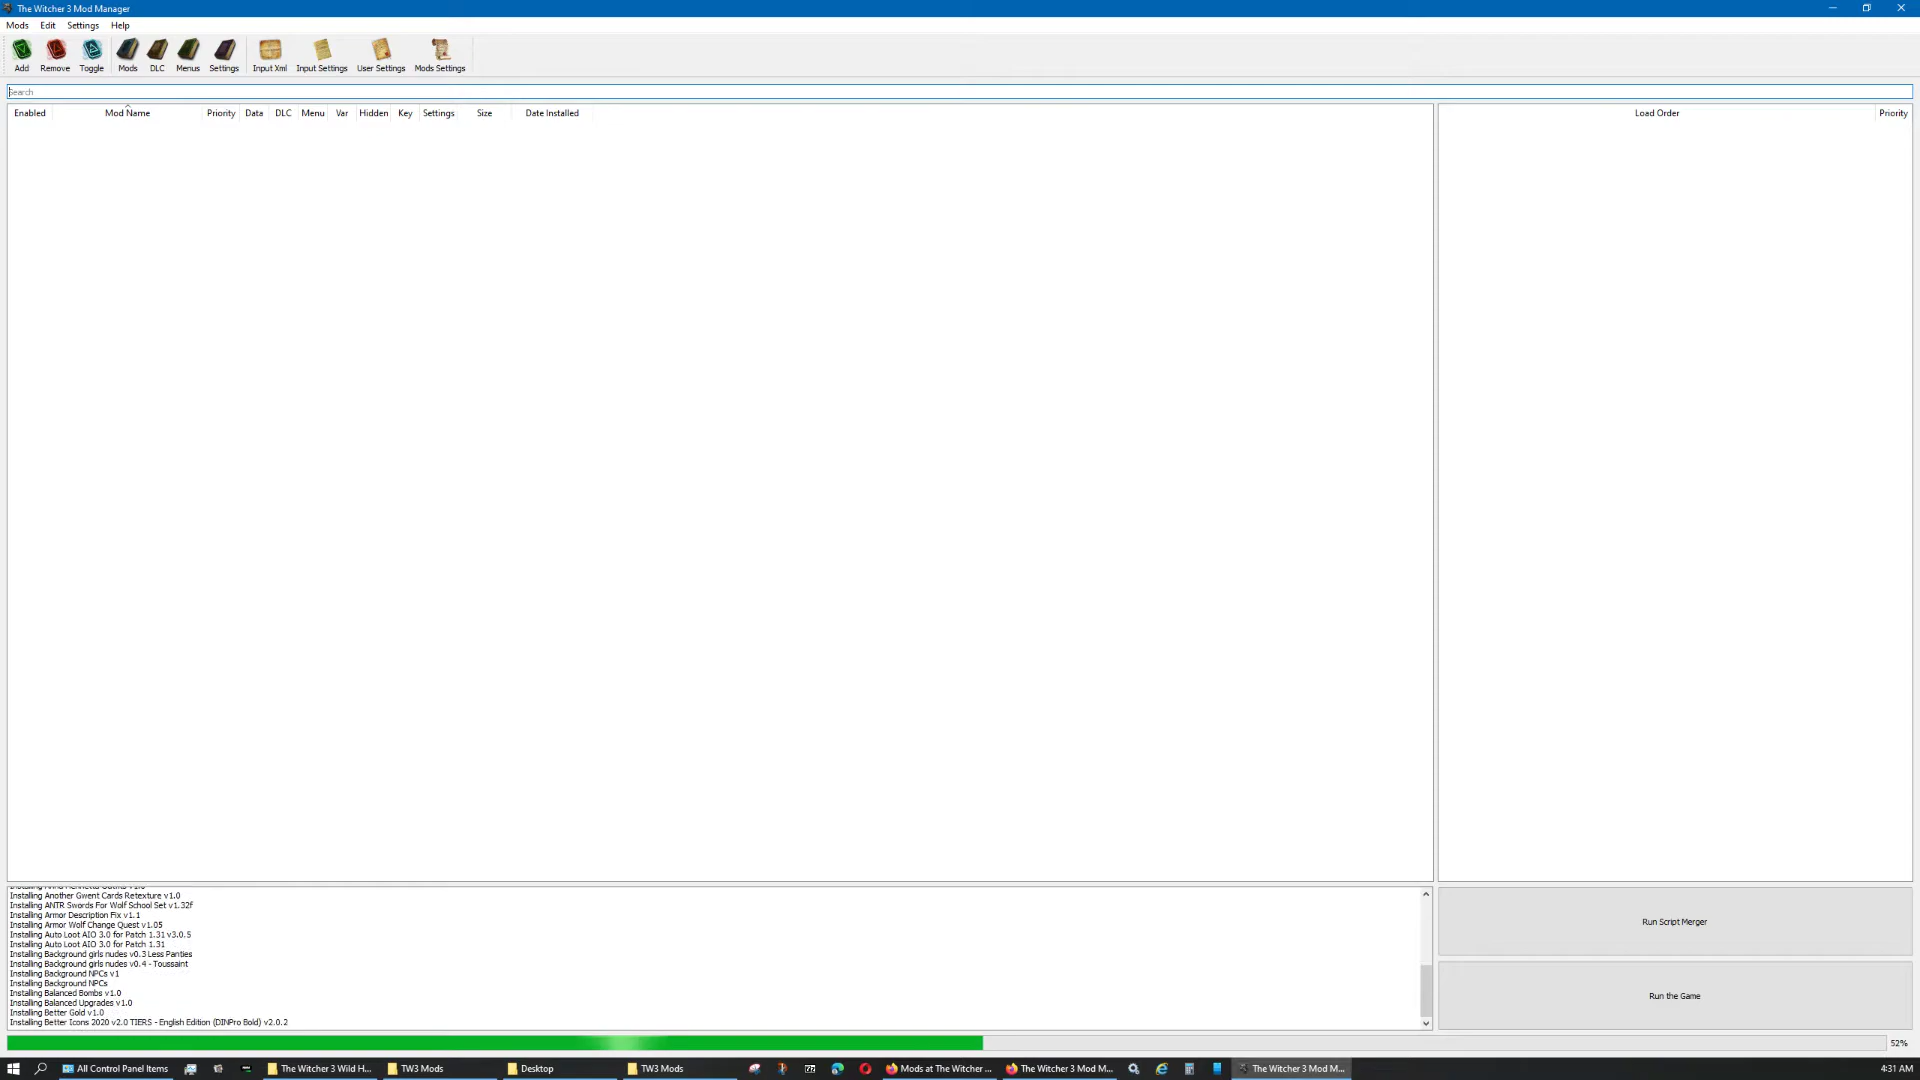 The Witcher 3 Mod Manager
Mods Edit Settings Help
Add Remove Toggle Mods DLC Menus Settings Input Xml Input Settings User Settings Mods Settings
Search
Enabled Mod Name Priority Data DLC Menu Var Hidden Key Settings Size Date Installed
Load Order Priority
Installing Another Gwent Cards Retexture v1.0
Installing ANTR Swords For Wolf School Set v1.32f
Installing Armor Description Fix v1.1
Installing Armor Wolf Change Quest v1.05
Installing Auto Loot AIO 3.0 for Patch 1.31 v3.0.5
Installing Auto Loot AIO 3.0 for Patch 1.31
Installing Background girls nudes v0.3 Less Panties
Installing Background girls nudes v0.4 - Toussaint
Installing Background NPCs v1
Installing Background NPCs
Installing Balanced Bombs v1.0
Installing Balanced Upgrades v1.0
Installing Better Gold v1.0
Installing Better Icons 2020 v2.0 TIERS - English Edition (DINPro Bold) v2.0.2
Run Script Merger
Run the Game
52%
All Control Panel Items The Witcher 3 Wild H... TW3 Mods Desktop TW3 Mods Mods at The Witcher ... The Witcher 3 Mod M... The Witcher 3 Mod M... 4:31 AM